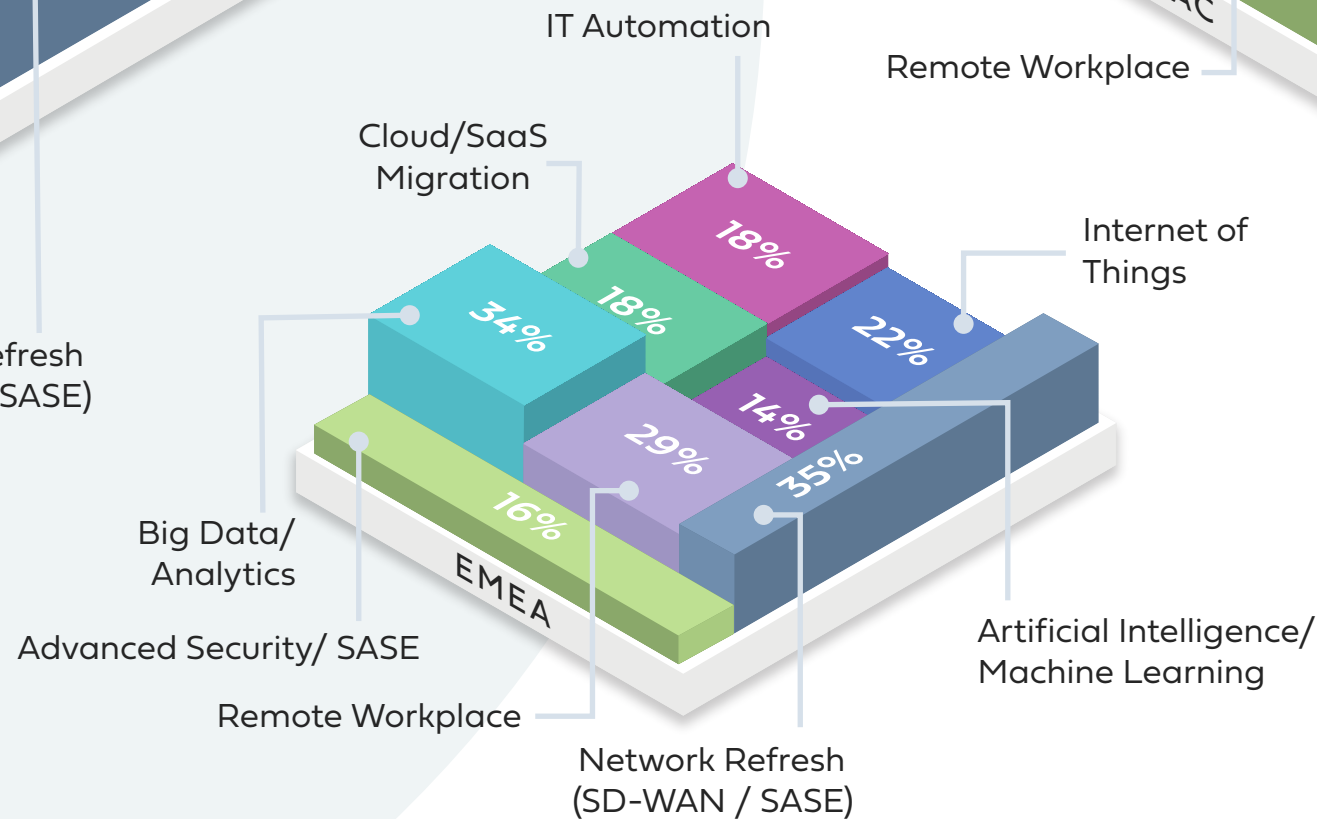 IT Automation
Remote Workplace
Cloud/SaaS
Migration
18%
Internet of
Things
34%
18%
22%
SASE)
14%
29%
35%
16%
Big Data/
Analytics
EMEA
Advanced Security/ SASE
Artificial Intelligence/
Machine Learning
Remote Workplace
Network Refresh
(SD-WAN / SASE)